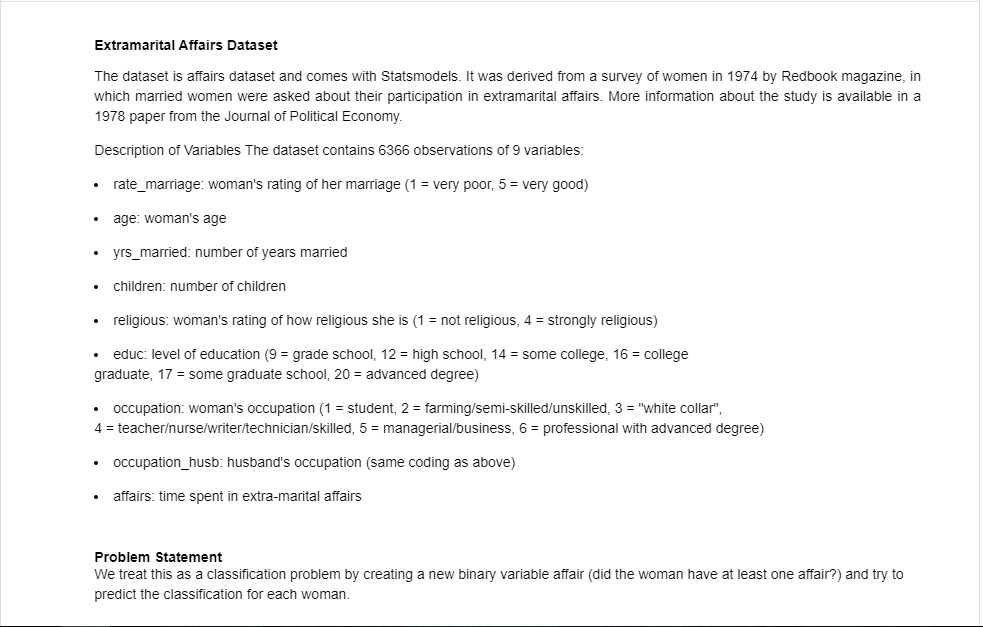 Extramarital Affairs Dataset
The dataset is affairs dataset and comes with Statsmodels. It was derived from a survey of women in 1974 by Redbook magazine, in
which married women were asked about their participation in extramarital affairs. More information about the study is available in a
1978 paper from the Journal of Political Economy.
Description of Variables The dataset contains 6366 observations of 9 variables:
• rate_marriage: woman's rating of her marriage (1 = very poor, 5 = very good)
• age: woman's age
• yrs_married: number of years married
• children: number of children
• religious: woman's rating of how religious she is (1 = not religious, 4 = strongly religious)
• educ: level of education (9 = grade school, 12 = high school, 14 = some college, 16 = college
graduate, 17 = some graduate school, 20 = advanced degree)
• occupation: woman's occupation (1 = student, 2 = farming/semi-skilled/unskilled, 3 = "white collar",
4 = teacher/nurse/writer/technician/skilled, 5 = managerial/business, 6 = professional with advanced degree)
• occupation_husb: husband's occupation (same coding as above)
• affairs: time spent in extra-marital affairs
Problem Statement
We treat this as a classification problem by creating a new binary variable affair (did the woman have at least one affair?) and try to
predict the classification for each woman.